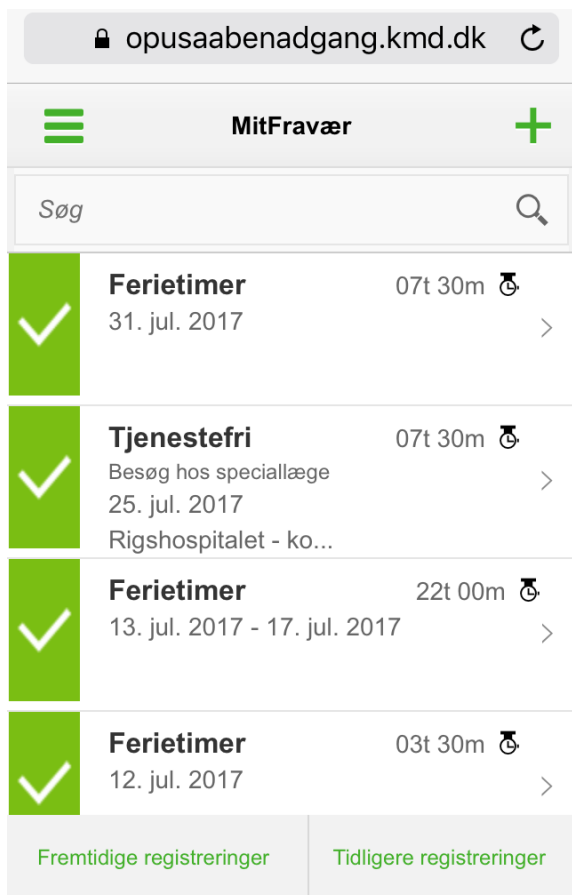 opusaabenadgang.kmd.dk
MitFravær
Søg
Ferietimer 07t 30m
31. jul. 2017
Tjenestefri 07t 30m
Besøg hos speciallæge
25. jul. 2017
Rigshospitalet - ko...
Ferietimer 22t 00m
13. jul. 2017 - 17. jul. 2017
Ferietimer 03t 30m
12. jul. 2017
Fremtidige registreringer Tidligere registreringer